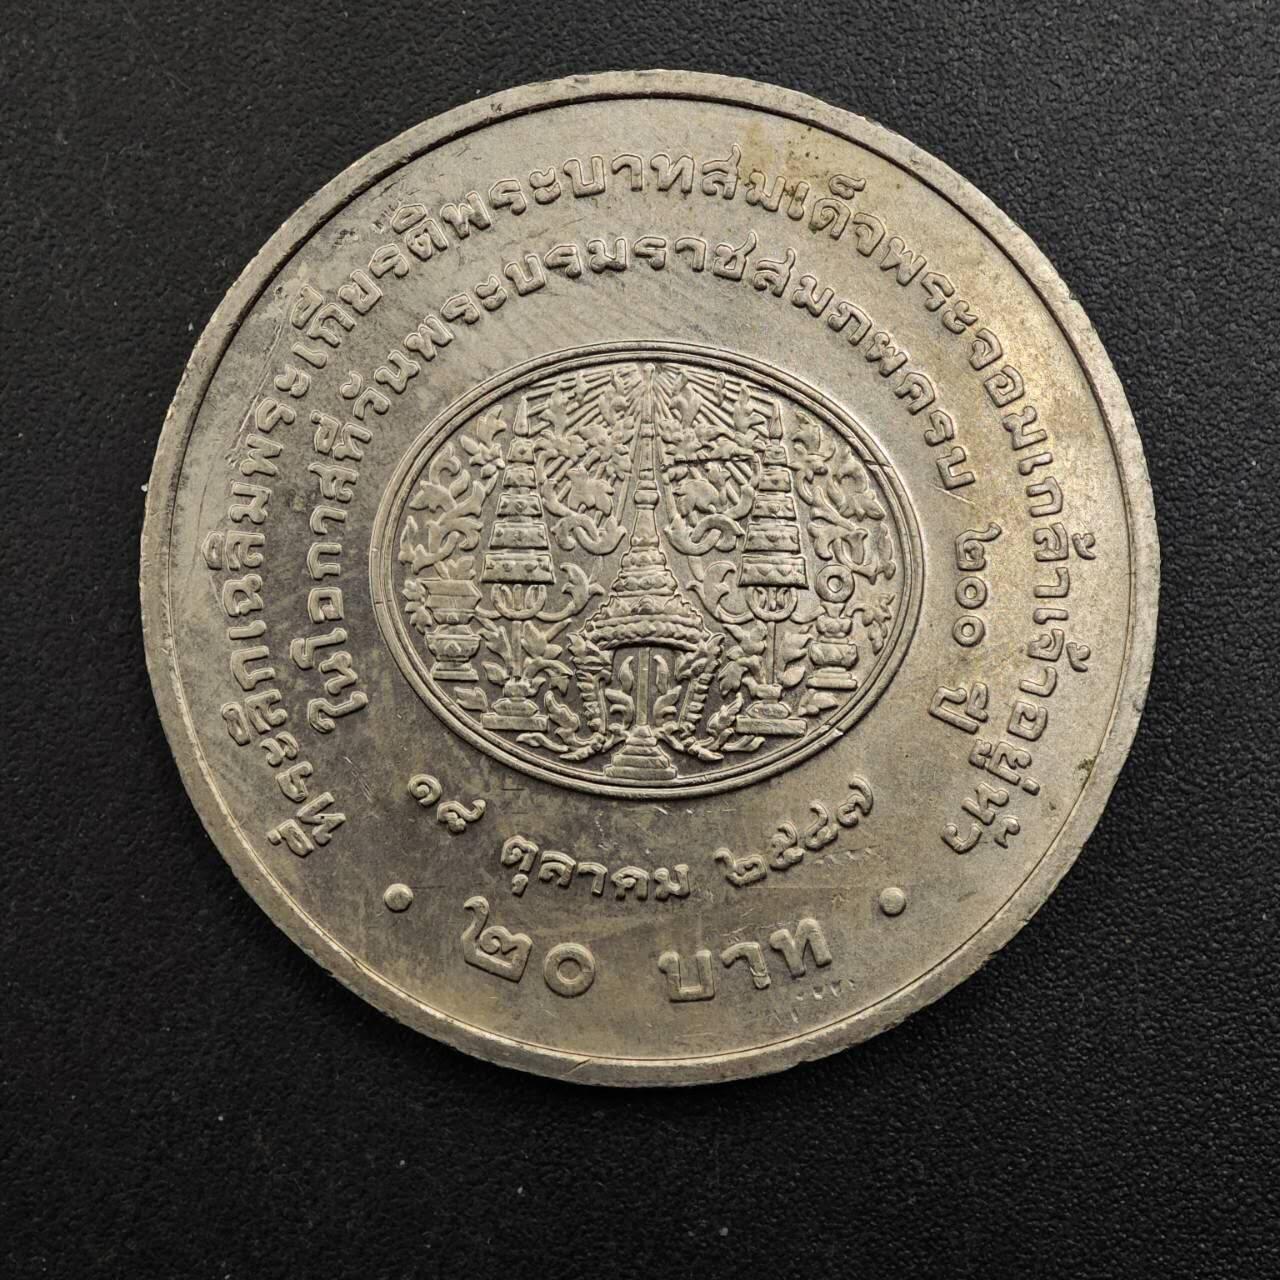 ที่ระลึกเฉลิมพระเกียรติพระบาทสมเด็จพระจอมเกล้าเจ้าอยู่หัว
ในโอกาสที่วันพระบรมราชสมภพครบ ๒๐๐ ปี
๑๘ ตุลาคม ๒๕๔๗
• ๒๐ บาท •